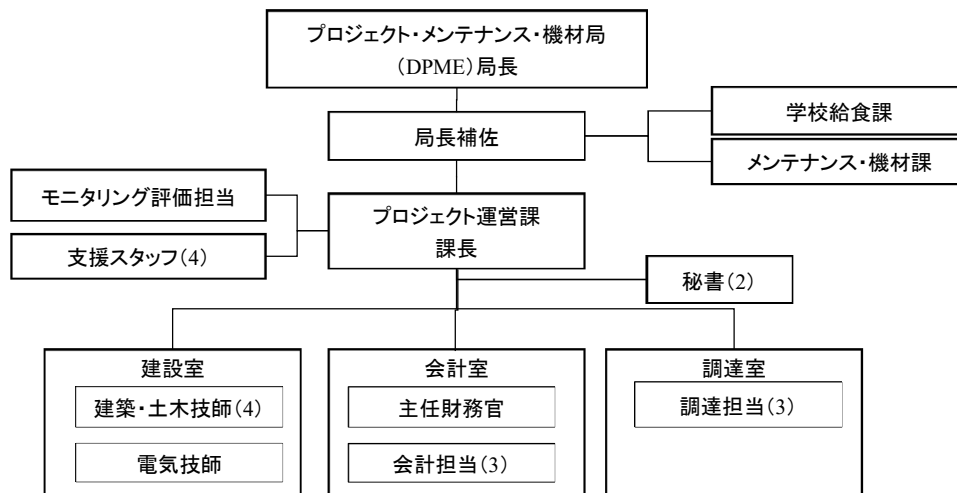 プロジェクト・メンテナンス・機材局
（DPME）局長
局長補佐
学校給食課
メンテナンス・機材課
モニタリング評価担当
支援スタッフ（4）
プロジェクト運営課
課長
秘書（2）
建設室
建築・土木技師（4）
電気技師
会計室
主任財務官
会計担当（3）
調達室
調達担当（3）